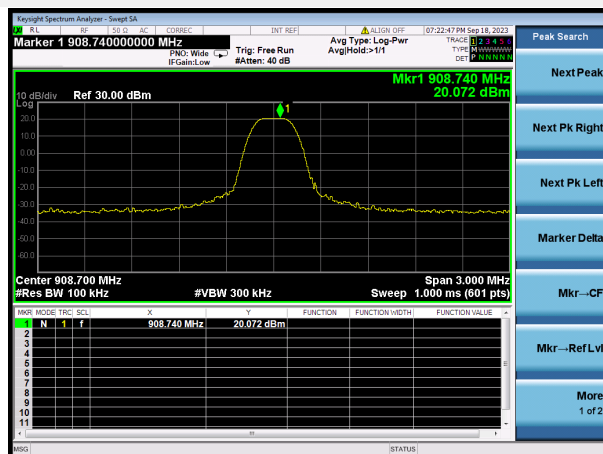 Keysight Spectrum Analyzer - Swept SA
LXI RL RF 50 Ω AC CORREC INT REF ALIGN OFF 07:22:47 PM Sep 18, 2023
Marker 1 908.740000000 MHz
PNO: Wide
IFGain:Low
Trig: Free Run
#Atten: 40 dB
Avg Type: Log-Pwr
Avg|Hold:>1/1
TRACE 1 2 3 4 5 6
TYPE M WWWWW
DET P N N N N N
Peak Search
Mkr1 908.740 MHz
20.072 dBm
10 dB/div
Log
Ref 30.00 dBm
1
20.0
10.0
0.00
-10.0
-20.0
-30.0
-40.0
-50.0
-60.0
Center 908.700 MHz
Span 3.000 MHz
#Res BW 100 kHz
#VBW 300 kHz
Sweep 1.000 ms (601 pts)
MKR MODE TRC SCL X Y FUNCTION FUNCTION WIDTH FUNCTION VALUE
1 N 1 f 908.740 MHz 20.072 dBm
2
3
4
5
6
7
8
9
10
11
MSG
STATUS
Next Peak
Next Pk Right
Next Pk Left
Marker Delta
Mkr→CF
Mkr→Ref Lvl
More
1 of 2